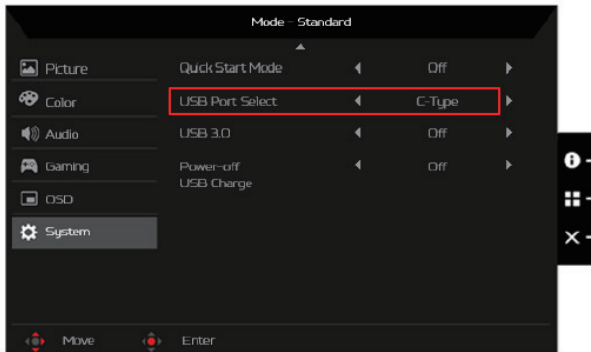 Mode - Standard
Picture
Quick Start Mode
Off
Color
USB Port Select
C-Type
Audio
USB 3.0
Off
Gaming
Power-off
USB Charge
Off
OSD
System
Move
Enter